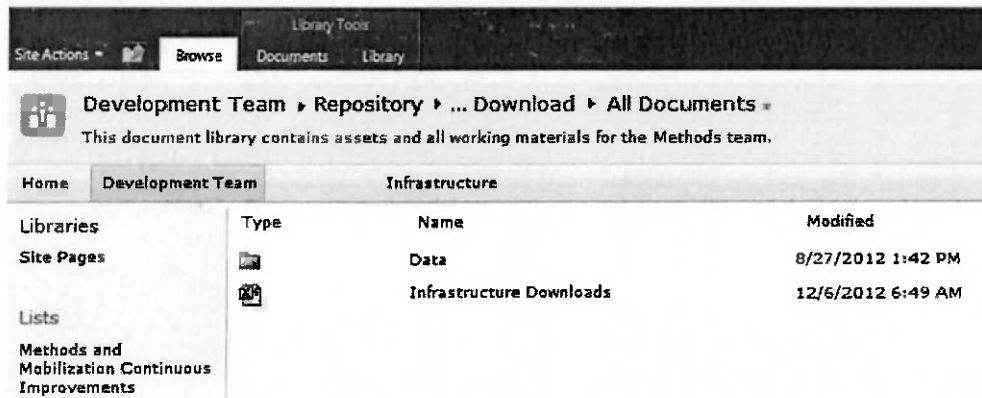 Library Tools
Site Actions Browse Documents Library
Development Team ▸ Repository ▸ ... Download ▸ All Documents
This document library contains assets and all working materials for the Methods team.
Home Development Team Infrastructure
Libraries
Type Name Modified
Site Pages
Data 8/27/2012 1:42 PM
Infrastructure Downloads 12/6/2012 6:49 AM
Lists
Methods and
Mobilization Continuous
Improvements